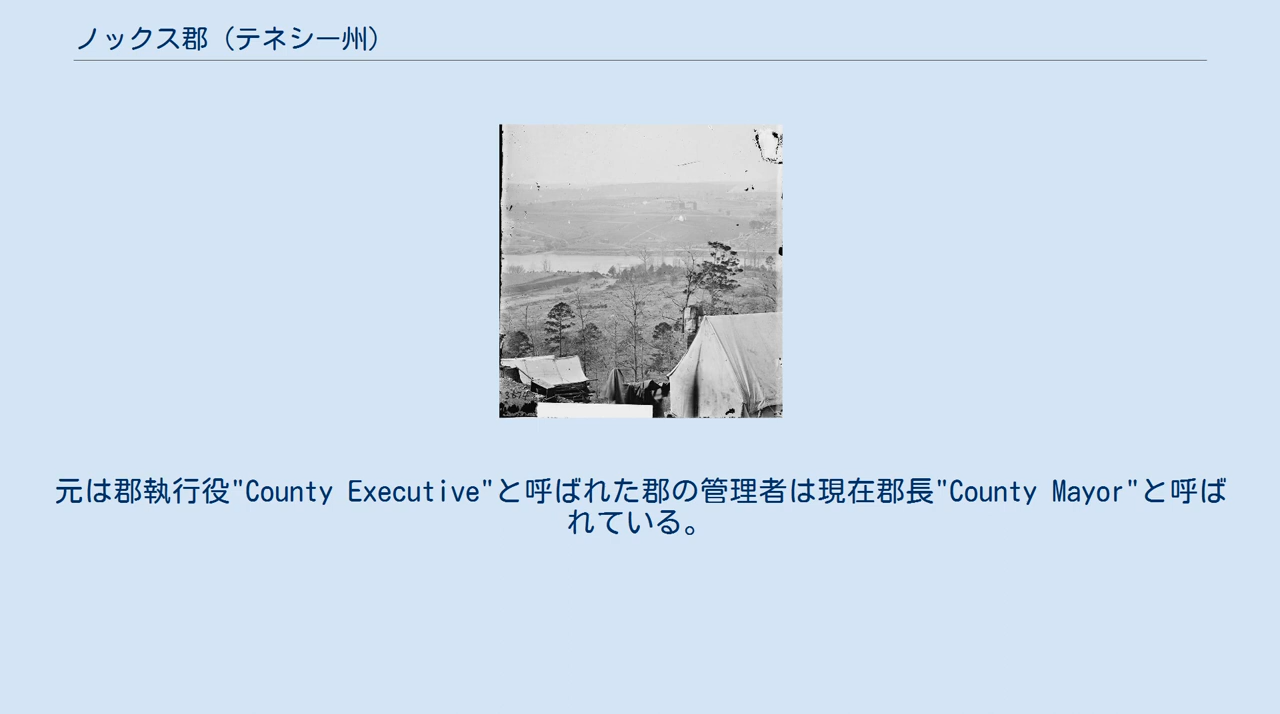 ノックス郡（テネシー州）
元は郡執行役"County Executive"と呼ばれた郡の管理者は現在郡長"County Mayor"と呼ば
れている。